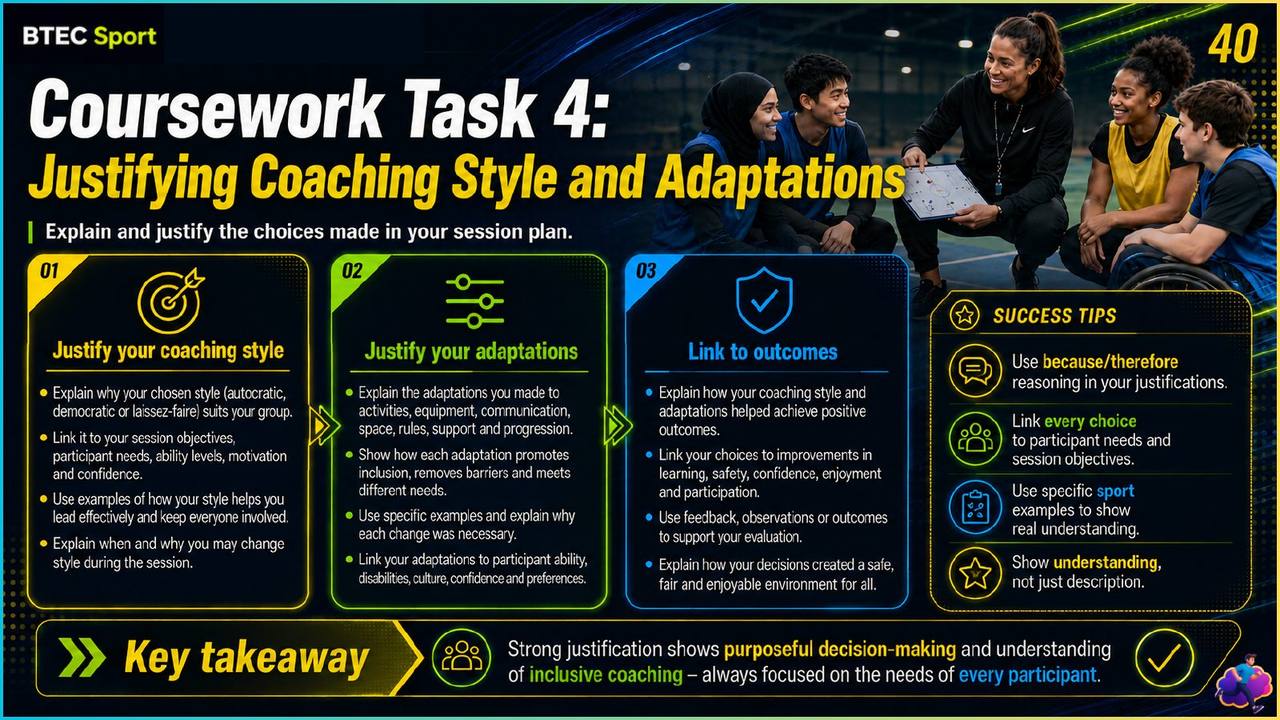 BTEC Sport
40
Coursework Task 4:
Justifying Coaching Style and Adaptations
Explain and justify the choices made in your session plan.
01
Justify your coaching style
Explain why your chosen style (autocratic,
democratic or laissez-faire) suits your group.
Link it to your session objectives,
participant needs, ability levels, motivation
and confidence.
Use examples of how your style helps you
lead effectively and keep everyone involved.
Explain when and why you may change
style during the session.
02
Justify your adaptations
Explain the adaptations you made to
activities, equipment, communication,
space, rules, support and progression.
Show how each adaptation promotes
inclusion, removes barriers and meets
different needs.
Use specific examples and explain why
each change was necessary.
Link your adaptations to participant ability,
disabilities, culture, confidence and preferences.
03
Link to outcomes
Explain how your coaching style and
adaptations helped achieve positive
outcomes.
Link your choices to improvements in
learning, safety, confidence, enjoyment
and participation.
Use feedback, observations or outcomes
to support your evaluation.
Explain how your decisions created a safe,
fair and enjoyable environment for all.
SUCCESS TIPS
Use because/therefore
reasoning in your justifications.
Link every choice
to participant needs and
session objectives.
Use specific sport
examples to show
real understanding.
Show understanding,
not just description.
Key takeaway
Strong justification shows purposeful decision-making and understanding
of inclusive coaching – always focused on the needs of every participant.